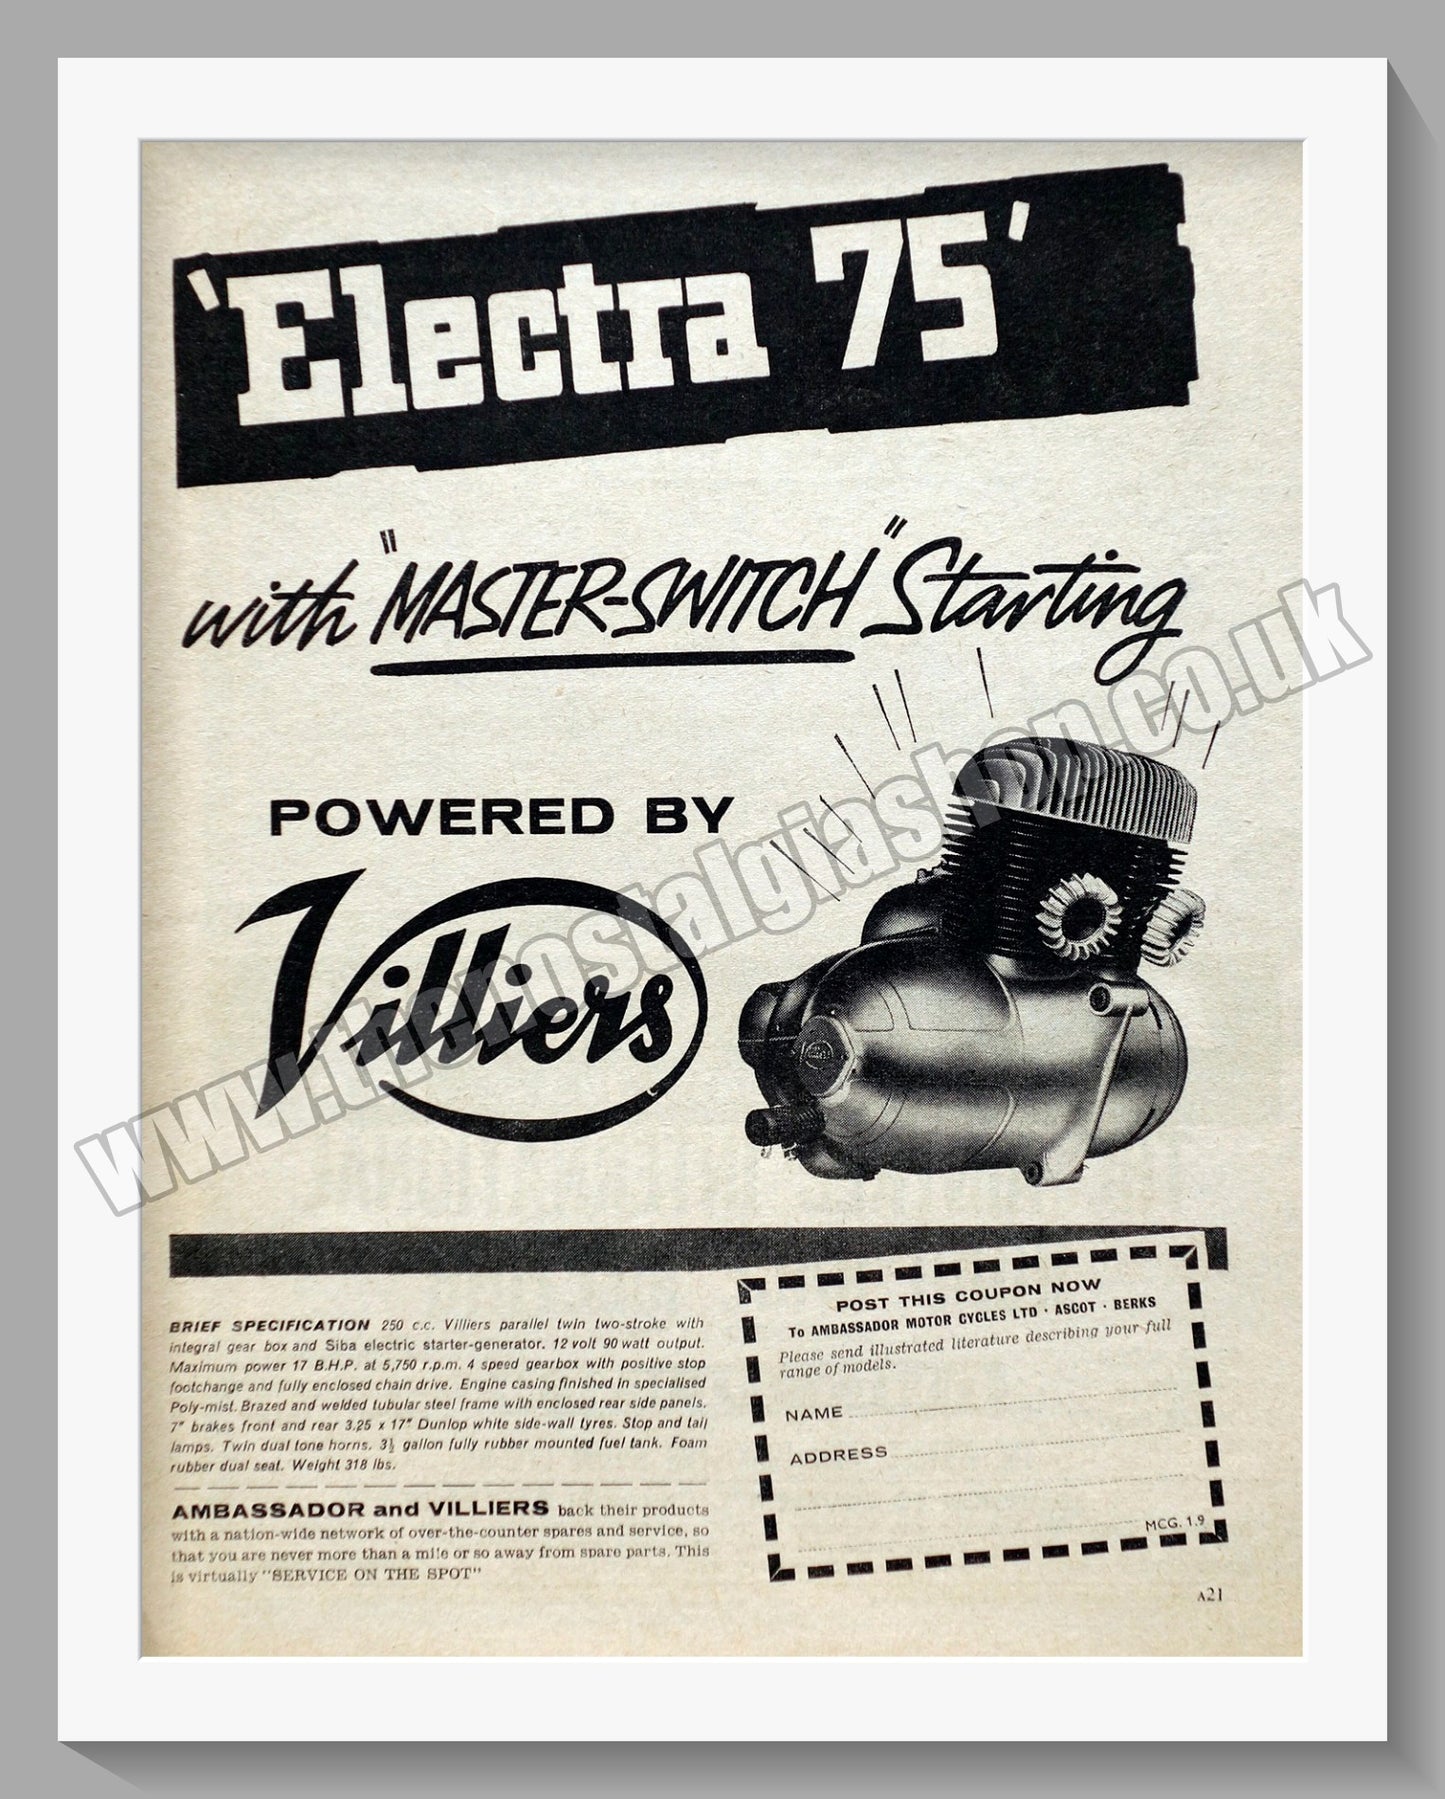 'Electra 75'
with "MASTER-SWITCH" Starting
POWERED BY
Villiers
BRIEF SPECIFICATION 250 c.c. Villiers parallel twin two-stroke with
integral gear box and Siba electric starter-generator. 12 volt 90 watt output.
Maximum power 17 B.H.P. at 5,750 r.p.m. 4 speed gearbox with positive stop
footchange and fully enclosed chain drive. Engine casing finished in specialised
Poly-mist. Brazed and welded tubular steel frame with enclosed rear side panels.
7" brakes front and rear 3.25 x 17" Dunlop white side-wall tyres. Stop and tail
lamps. Twin dual tone horns. 3½ gallon fully rubber mounted fuel tank. Foam
rubber dual seat. Weight 318 lbs.
AMBASSADOR and VILLIERS back their products
with a nation-wide network of over-the-counter spares and service, so
that you are never more than a mile or so away from spare parts. This
is virtually "SERVICE ON THE SPOT"
POST THIS COUPON NOW
To AMBASSADOR MOTOR CYCLES LTD · ASCOT · BERKS
Please send illustrated literature describing your full
range of models.
NAME
ADDRESS
MCG. 1.9
A21
www.thenostalgiashop.co.uk